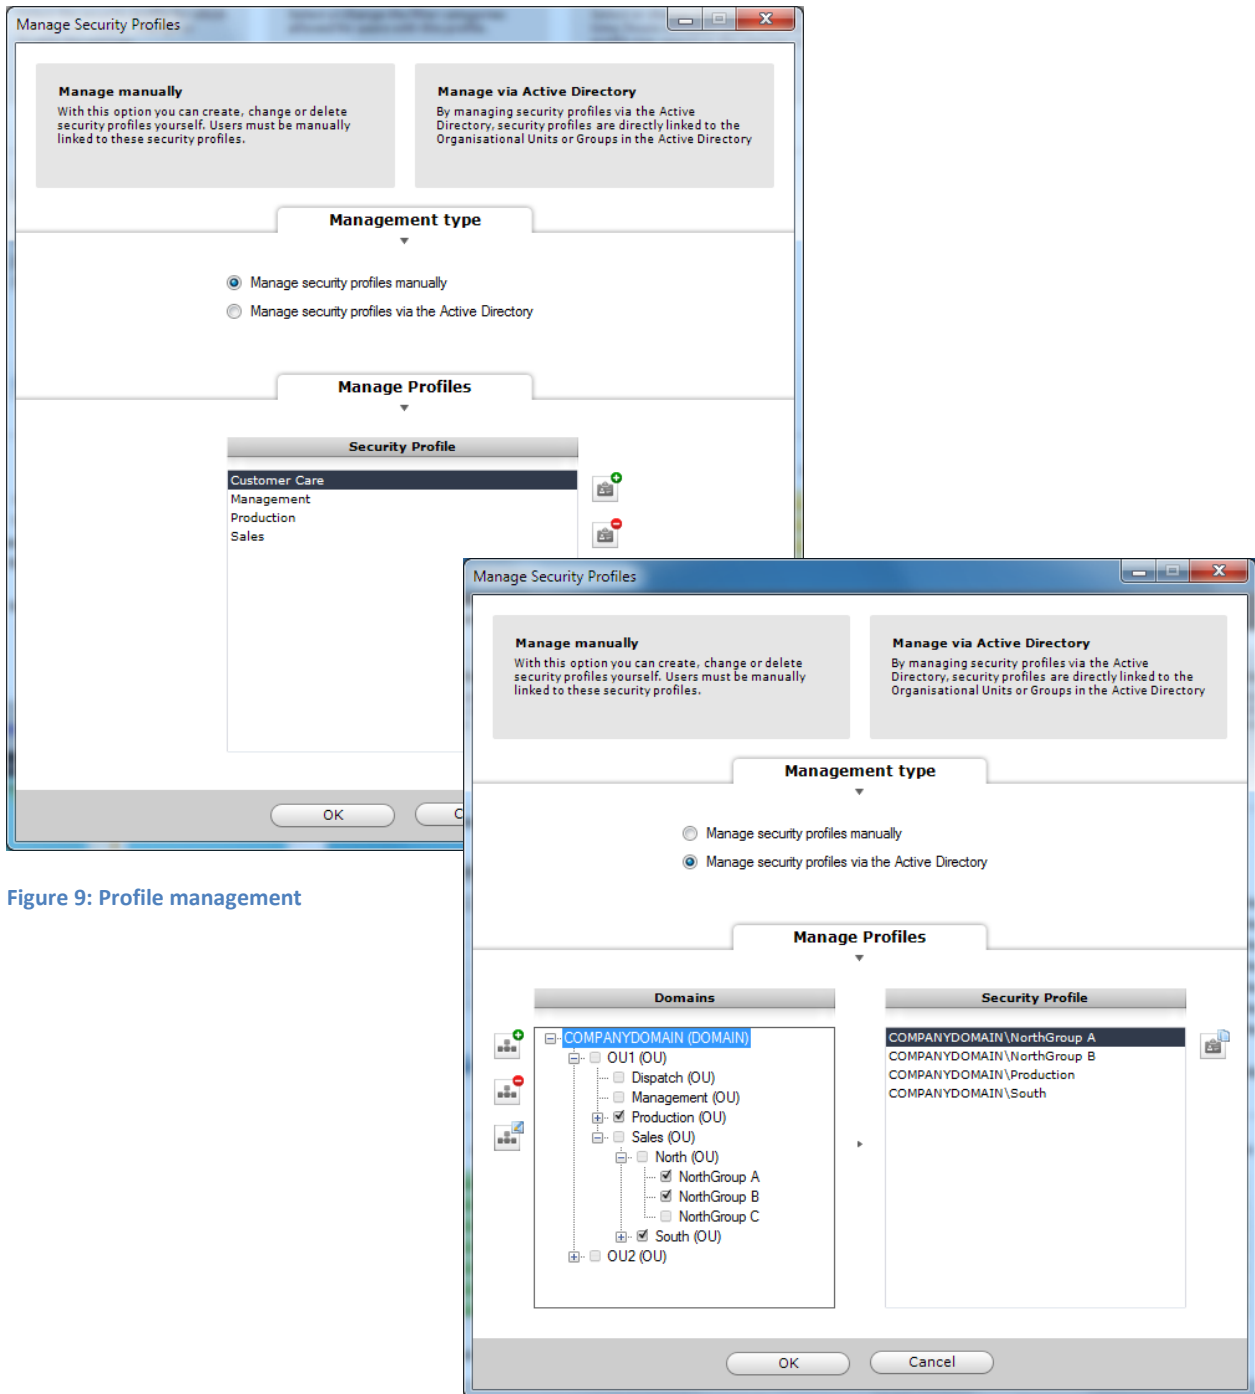 Manage Security Profiles
Manage manually
With this option you can create, change or delete
security profiles yourself. Users must be manually
linked to these security profiles.
Manage via Active Directory
By managing security profiles via the Active
Directory, security profiles are directly linked to the
Organisational Units or Groups in the Active Directory
Management type
Manage security profiles manually
Manage security profiles via the Active Directory
Manage Profiles
Security Profile
Customer Care
Management
Production
Sales
OK
C
Figure 9: Profile management
Manage Security Profiles
Manage manually
With this option you can create, change or delete
security profiles yourself. Users must be manually
linked to these security profiles.
Manage via Active Directory
By managing security profiles via the Active
Directory, security profiles are directly linked to the
Organisational Units or Groups in the Active Directory
Management type
Manage security profiles manually
Manage security profiles via the Active Directory
Manage Profiles
Domains
COMPANYDOMAIN (DOMAIN)
OU1 (OU)
Dispatch (OU)
Management (OU)
Production (OU)
Sales (OU)
North (OU)
NorthGroup A
NorthGroup B
NorthGroup C
South (OU)
OU2 (OU)
Security Profile
COMPANYDOMAIN\NorthGroup A
COMPANYDOMAIN\NorthGroup B
COMPANYDOMAIN\Production
COMPANYDOMAIN\South
OK
Cancel